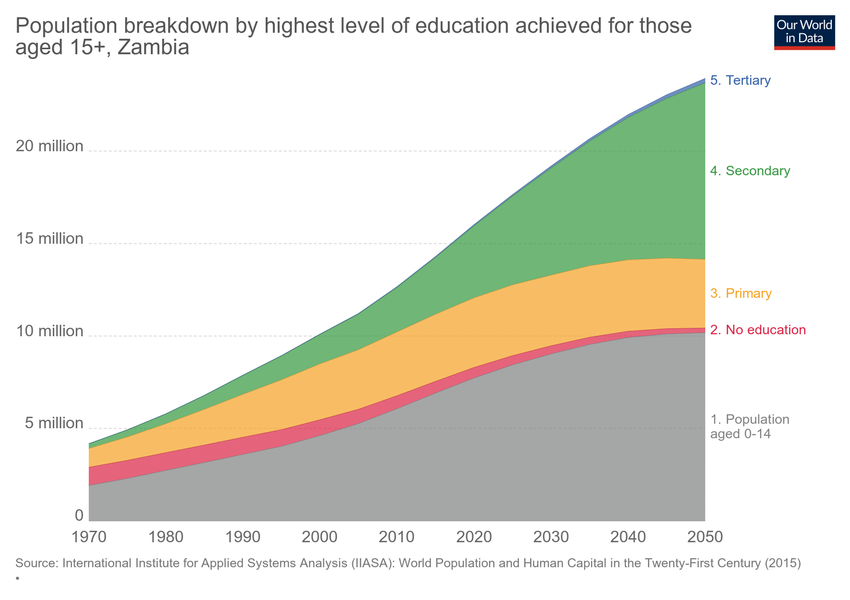 Population breakdown by highest level of education achieved for those
aged 15+, Zambia
Our World
in Data
5. Tertiary
20 million
4. Secondary
15 million
3. Primary
10 million
2. No education
5 million
1. Population
aged 0-14
0
1970 1980 1990 2000 2010 2020 2030 2040 2050
Source: International Institute for Applied Systems Analysis (IIASA): World Population and Human Capital in the Twenty-First Century (2015)
•